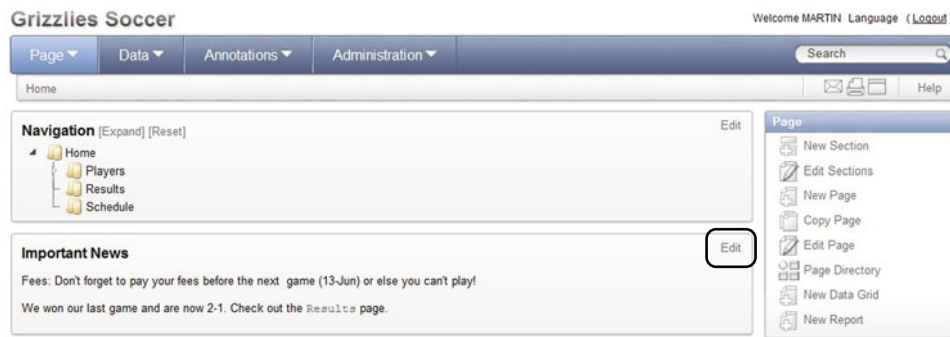 Grizzlies Soccer
Welcome MARTIN Language (Logout
Page Data Annotations Administration Search
Home Help
Navigation [Expand] [Reset] Edit
Home
Players
Results
Schedule
Important News Edit
Fees: Don't forget to pay your fees before the next game (13-Jun) or else you can't play!
We won our last game and are now 2-1. Check out the Results page.
Page
New Section
Edit Sections
New Page
Copy Page
Edit Page
Page Directory
New Data Grid
New Report